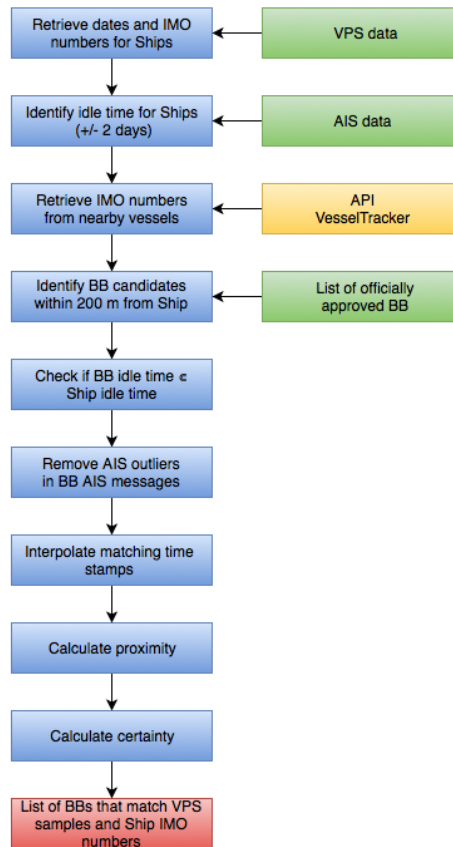 Retrieve dates and IMO
numbers for Ships
VPS data
Identify idle time for Ships
(+/- 2 days)
AIS data
Retrieve IMO numbers
from nearby vessels
API
VesselTracker
Identify BB candidates
within 200 m from Ship
List of officially
approved BB
Check if BB idle time ∈
Ship idle time
Remove AIS outliers
in BB AIS messages
Interpolate matching time
stamps
Calculate proximity
Calculate certainty
List of BBs that match VPS
samples and Ship IMO
numbers